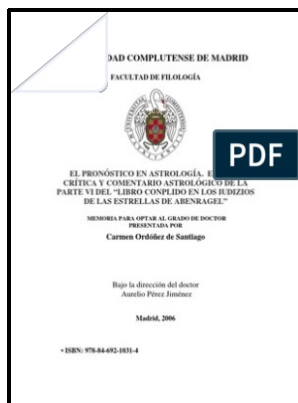 DAD COMPLUTENSE DE MADRID
FACULTAD DE FILOLOGÍA
PDF
EL PRONÓSTICO EN ASTROLOGÍA. E
CRÍTICA Y COMENTARIO ASTROLÓGICO DE LA
PARTE VI DEL "LIBRO CONPLIDO EN LOS IUDIZIOS
DE LAS ESTRELLAS DE ABENRAGEL"
MEMORIA PARA OPTAR AL GRADO DE DOCTOR
PRESENTADA POR
Carmen Ordóñez de Santiago
Bajo la dirección del doctor
Aurelio Pérez Jiménez
Madrid, 2006
• ISBN: 978-84-692-1031-4